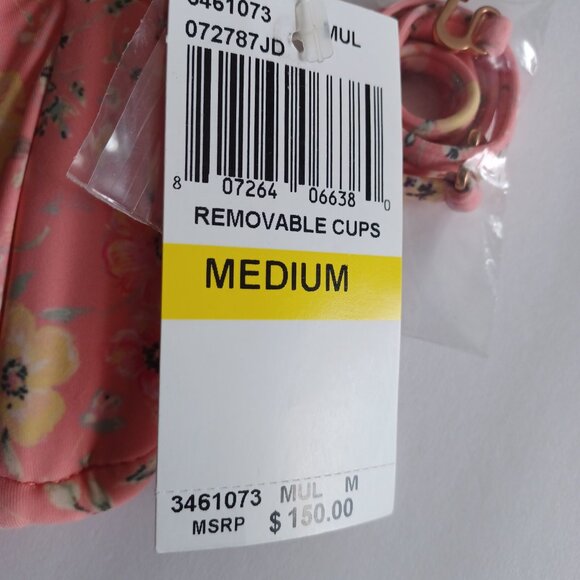 3461073 MUL
072787JD
8 07264 06638 0
REMOVABLE CUPS
MEDIUM
3461073 MUL M
MSRP $150.00